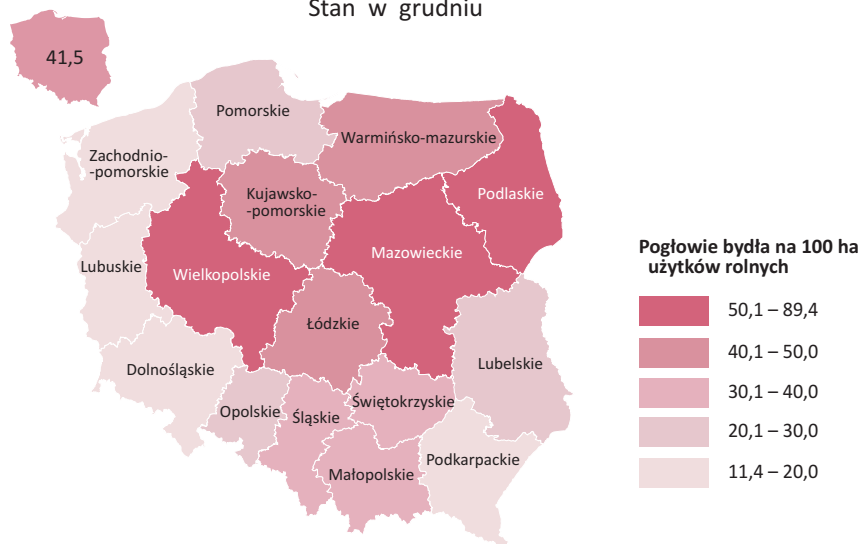 Stan w grudniu
41,5
Pomorskie
Warmińsko-mazurskie
Zachodnio-
-pomorskie
Podlaskie
Kujawsko-
-pomorskie
Mazowieckie
Lubuskie
Wielkopolskie
Łódzkie
Dolnośląskie
Lubelskie
Opolskie
Śląskie
Świętokrzyskie
Małopolskie
Podkarpackie
Pogłowie bydła na 100 ha
użytków rolnych
50,1 – 89,4
40,1 – 50,0
30,1 – 40,0
20,1 – 30,0
11,4 – 20,0